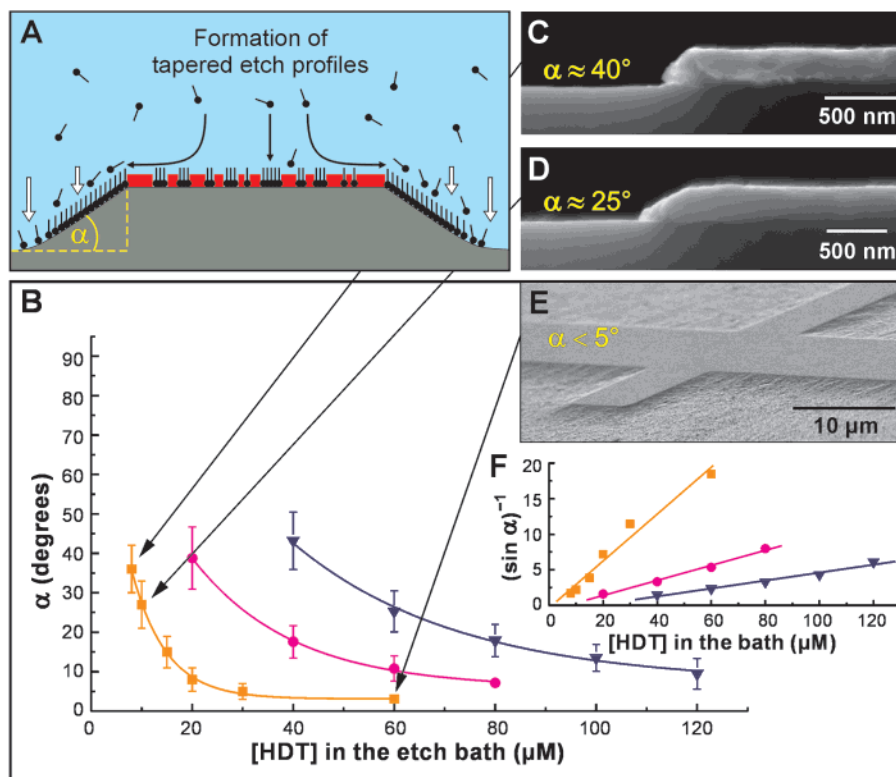 A
Formation of
tapered etch profiles
α
C
α ≈ 40°
500 nm
D
α ≈ 25°
500 nm
B
α (degrees)
90
80
70
60
50
40
30
20
10
0
0 20 40 60 80 100 120
[HDT] in the etch bath (µM)
E
α < 5°
10 µm
F
(sin α)⁻¹
20
15
10
5
0
0 20 40 60 80 100 120
[HDT] in the bath (µM)